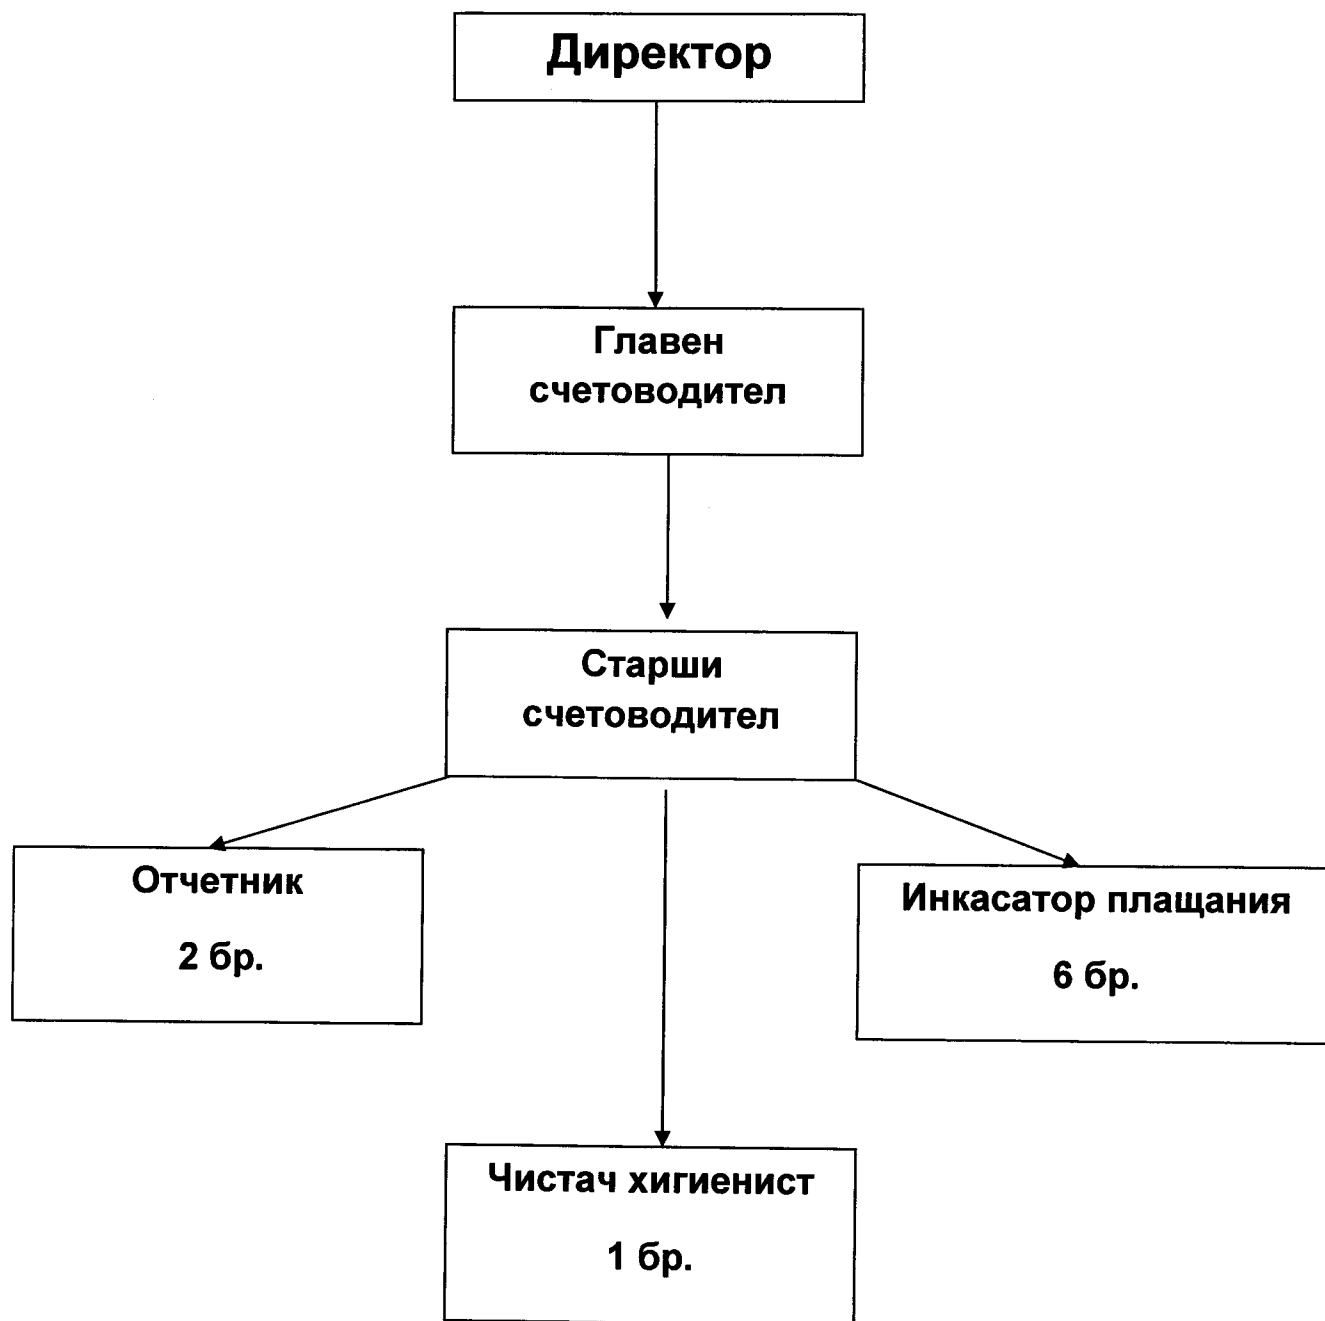 Директор
Главен
счетоводител
Старши
счетоводител
Отчетник
2 бр.
Инкасатор плащания
6 бр.
Чистач хигиенист
1 бр.